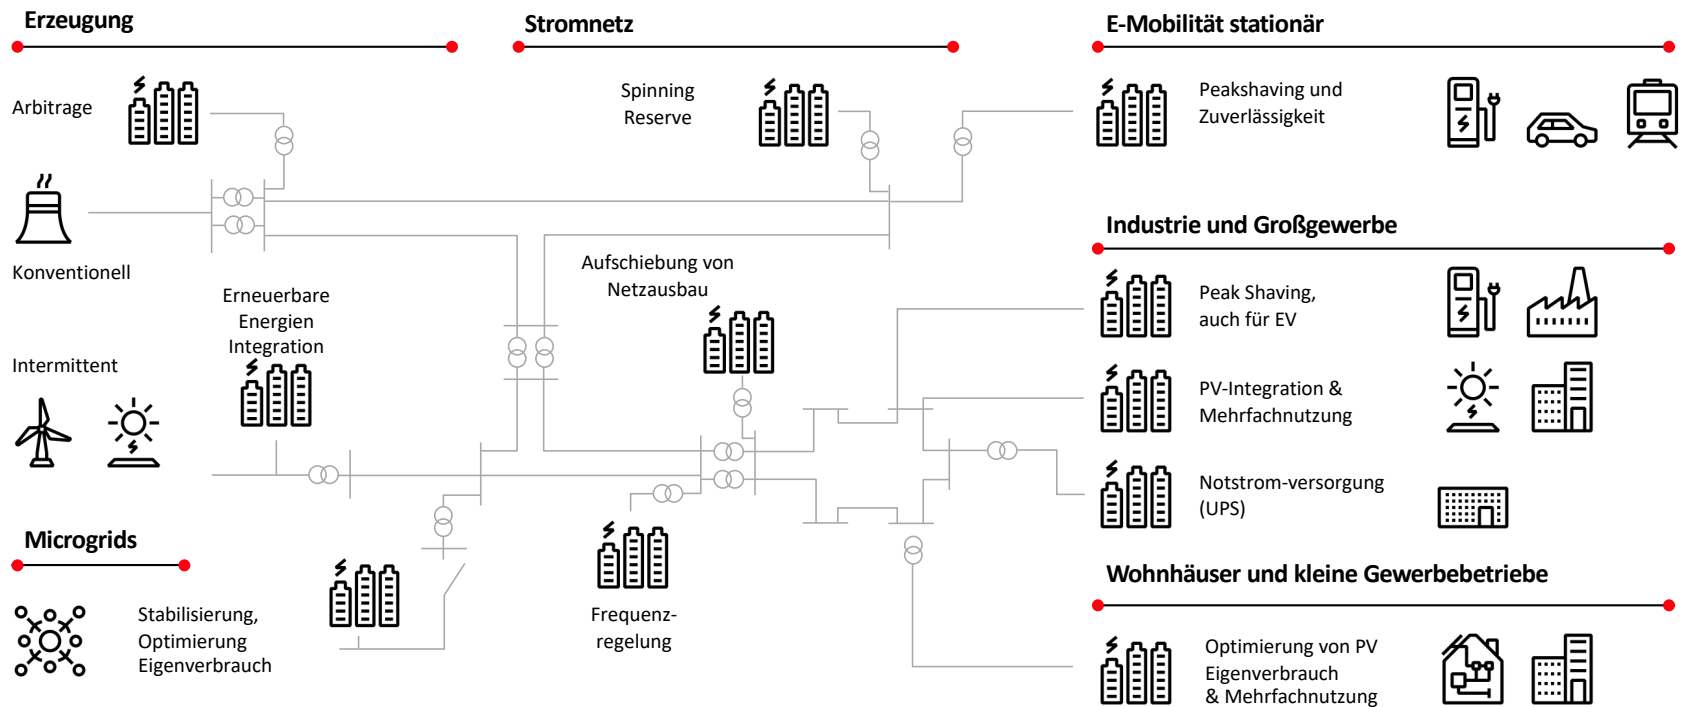 Erzeugung
Arbitrage
Konventionell
Erneuerbare
Energien
Integration
Intermittent
Microgrids
Stabilisierung,
Optimierung
Eigenverbrauch
Stromnetz
Spinning
Reserve
Aufschiebung von
Netzausbau
Frequenz-
regelung
E-Mobilität stationär
Peakshaving und
Zuverlässigkeit
Industrie und Großgewerbe
Peak Shaving,
auch für EV
PV-Integration &
Mehrfachnutzung
Notstrom-versorgung
(UPS)
Wohnhäuser und kleine Gewerbebetriebe
Optimierung von PV
Eigenverbrauch
& Mehrfachnutzung